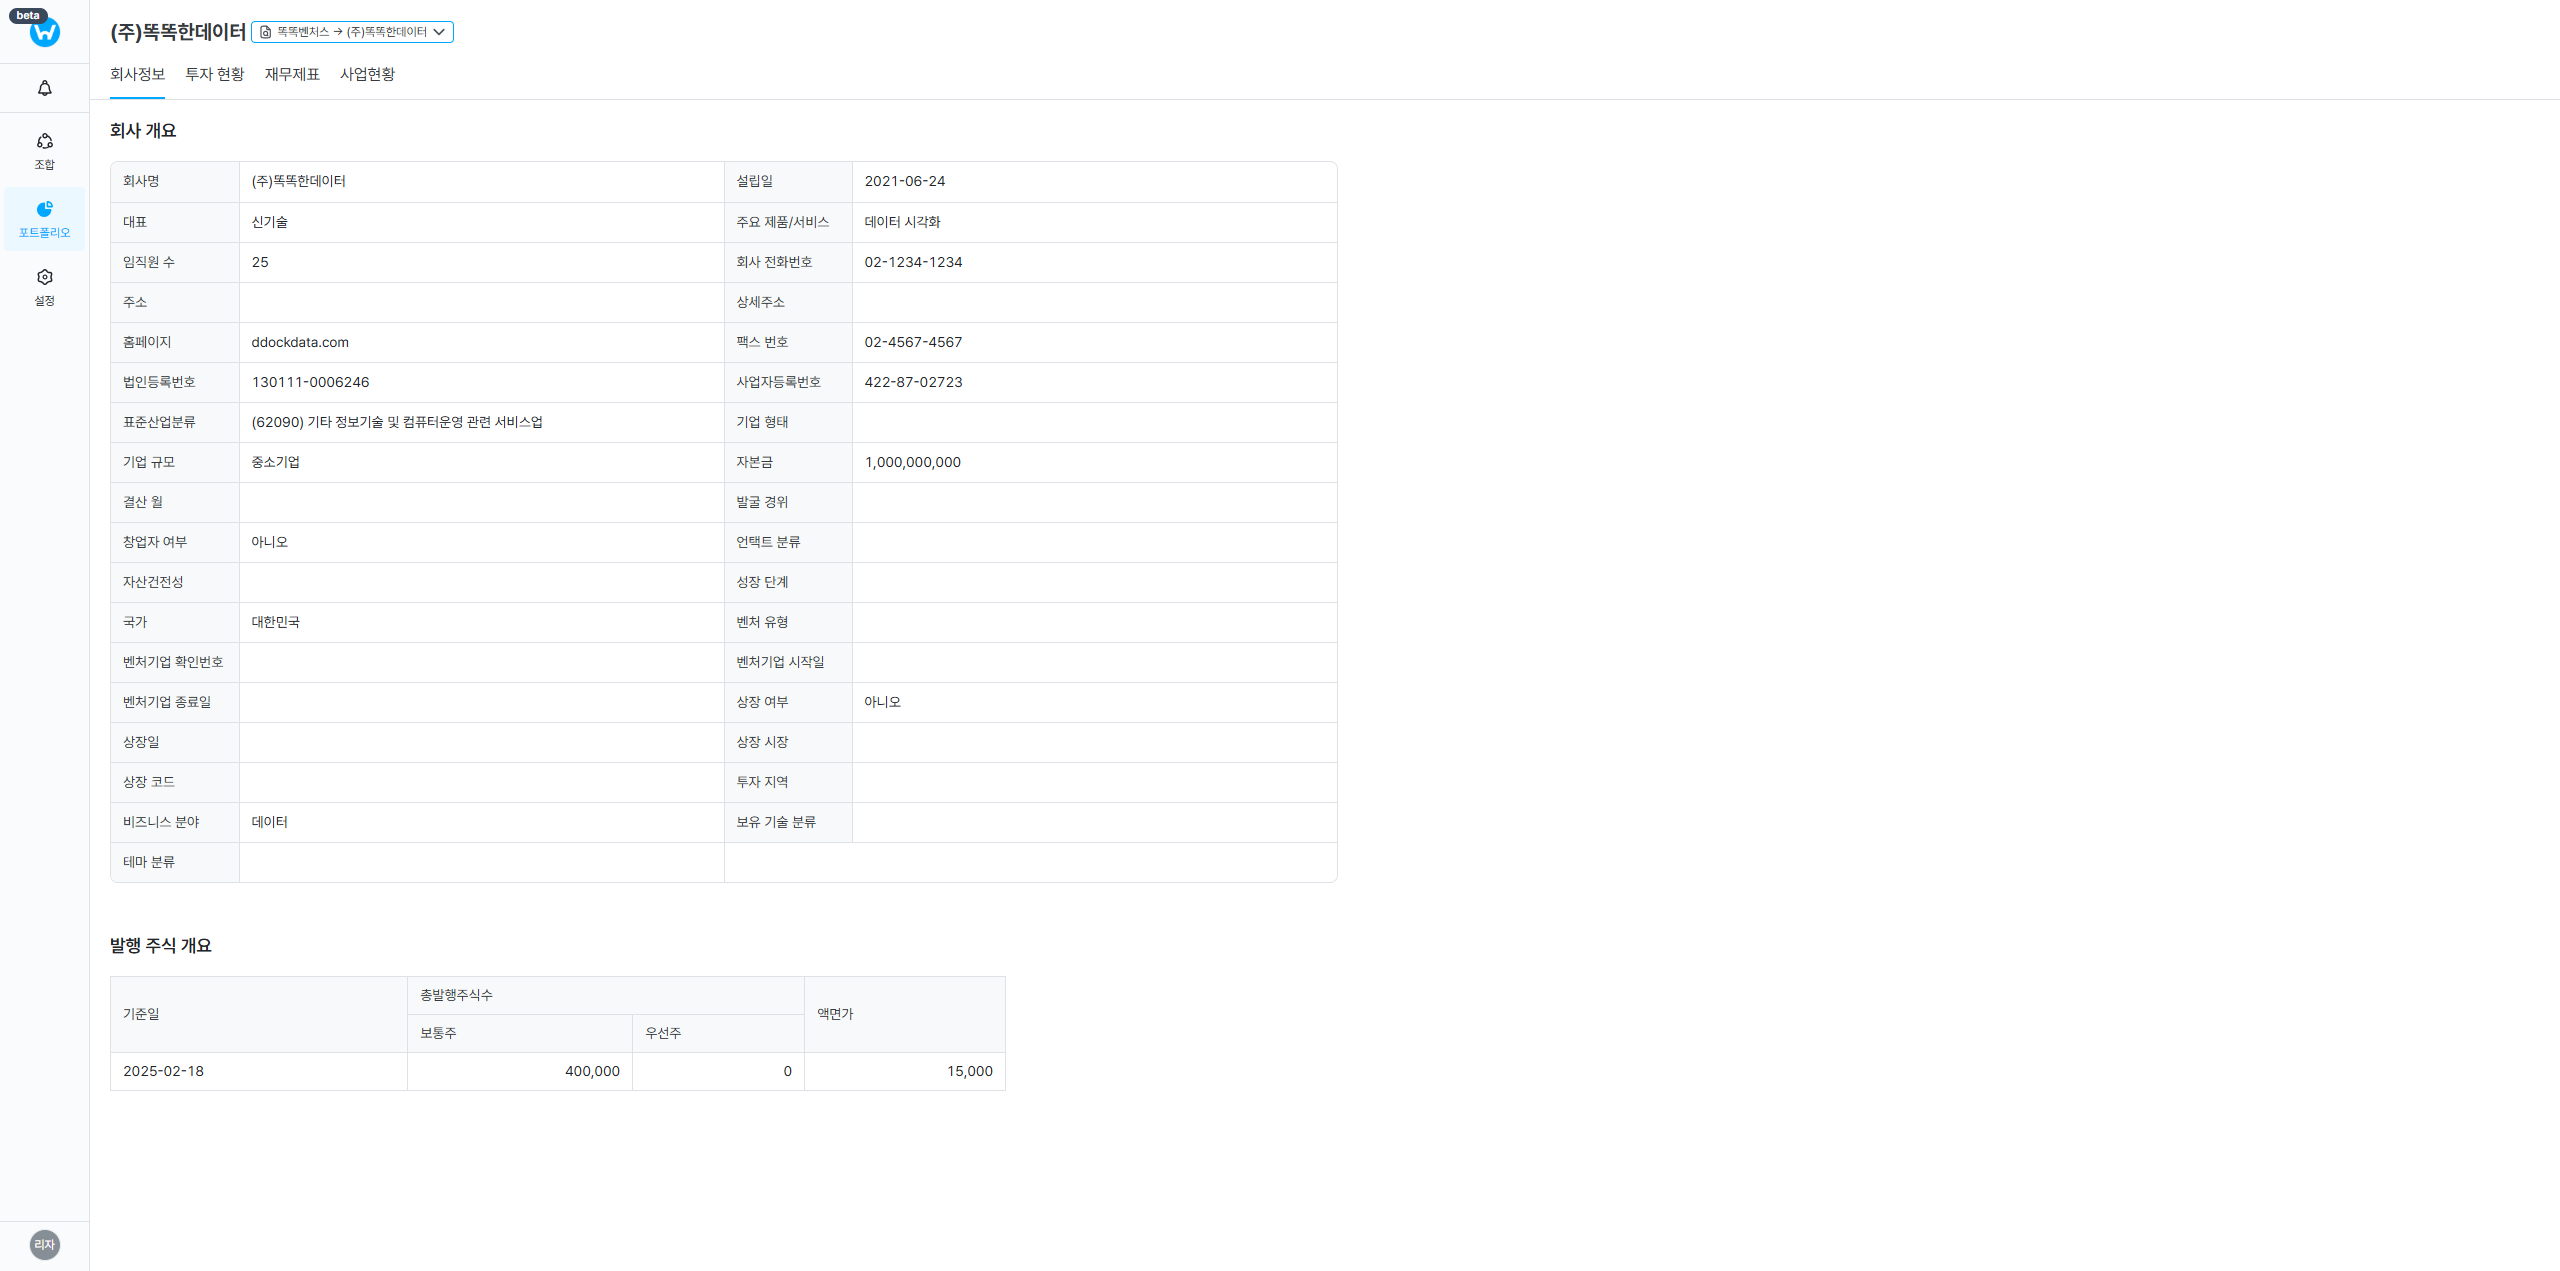 beta
(주)똑똑한데이터 똑똑벤처스 → (주)똑똑한데이터
회사정보 투자 현황 재무제표 사업현황
조합
포트폴리오
설정
리자
회사 개요
회사명 (주)똑똑한데이터 설립일 2021-06-24
대표 신기술 주요 제품/서비스 데이터 시각화
임직원 수 25 회사 전화번호 02-1234-1234
주소 상세주소
홈페이지 ddockdata.com 팩스 번호 02-4567-4567
법인등록번호 130111-0006246 사업자등록번호 422-87-02723
표준산업분류 (62090) 기타 정보기술 및 컴퓨터운영 관련 서비스업 기업 형태
기업 규모 중소기업 자본금 1,000,000,000
결산 월 발굴 경위
창업자 여부 아니오 언택트 분류
자산건전성 성장 단계
국가 대한민국 벤처 유형
벤처기업 확인번호 벤처기업 시작일
벤처기업 종료일 상장 여부 아니오
상장일 상장 시장
상장 코드 투자 지역
비즈니스 분야 데이터 보유 기술 분류
테마 분류
발행 주식 개요
기준일 총발행주식수 액면가
보통주 우선주
2025-02-18 400,000 0 15,000